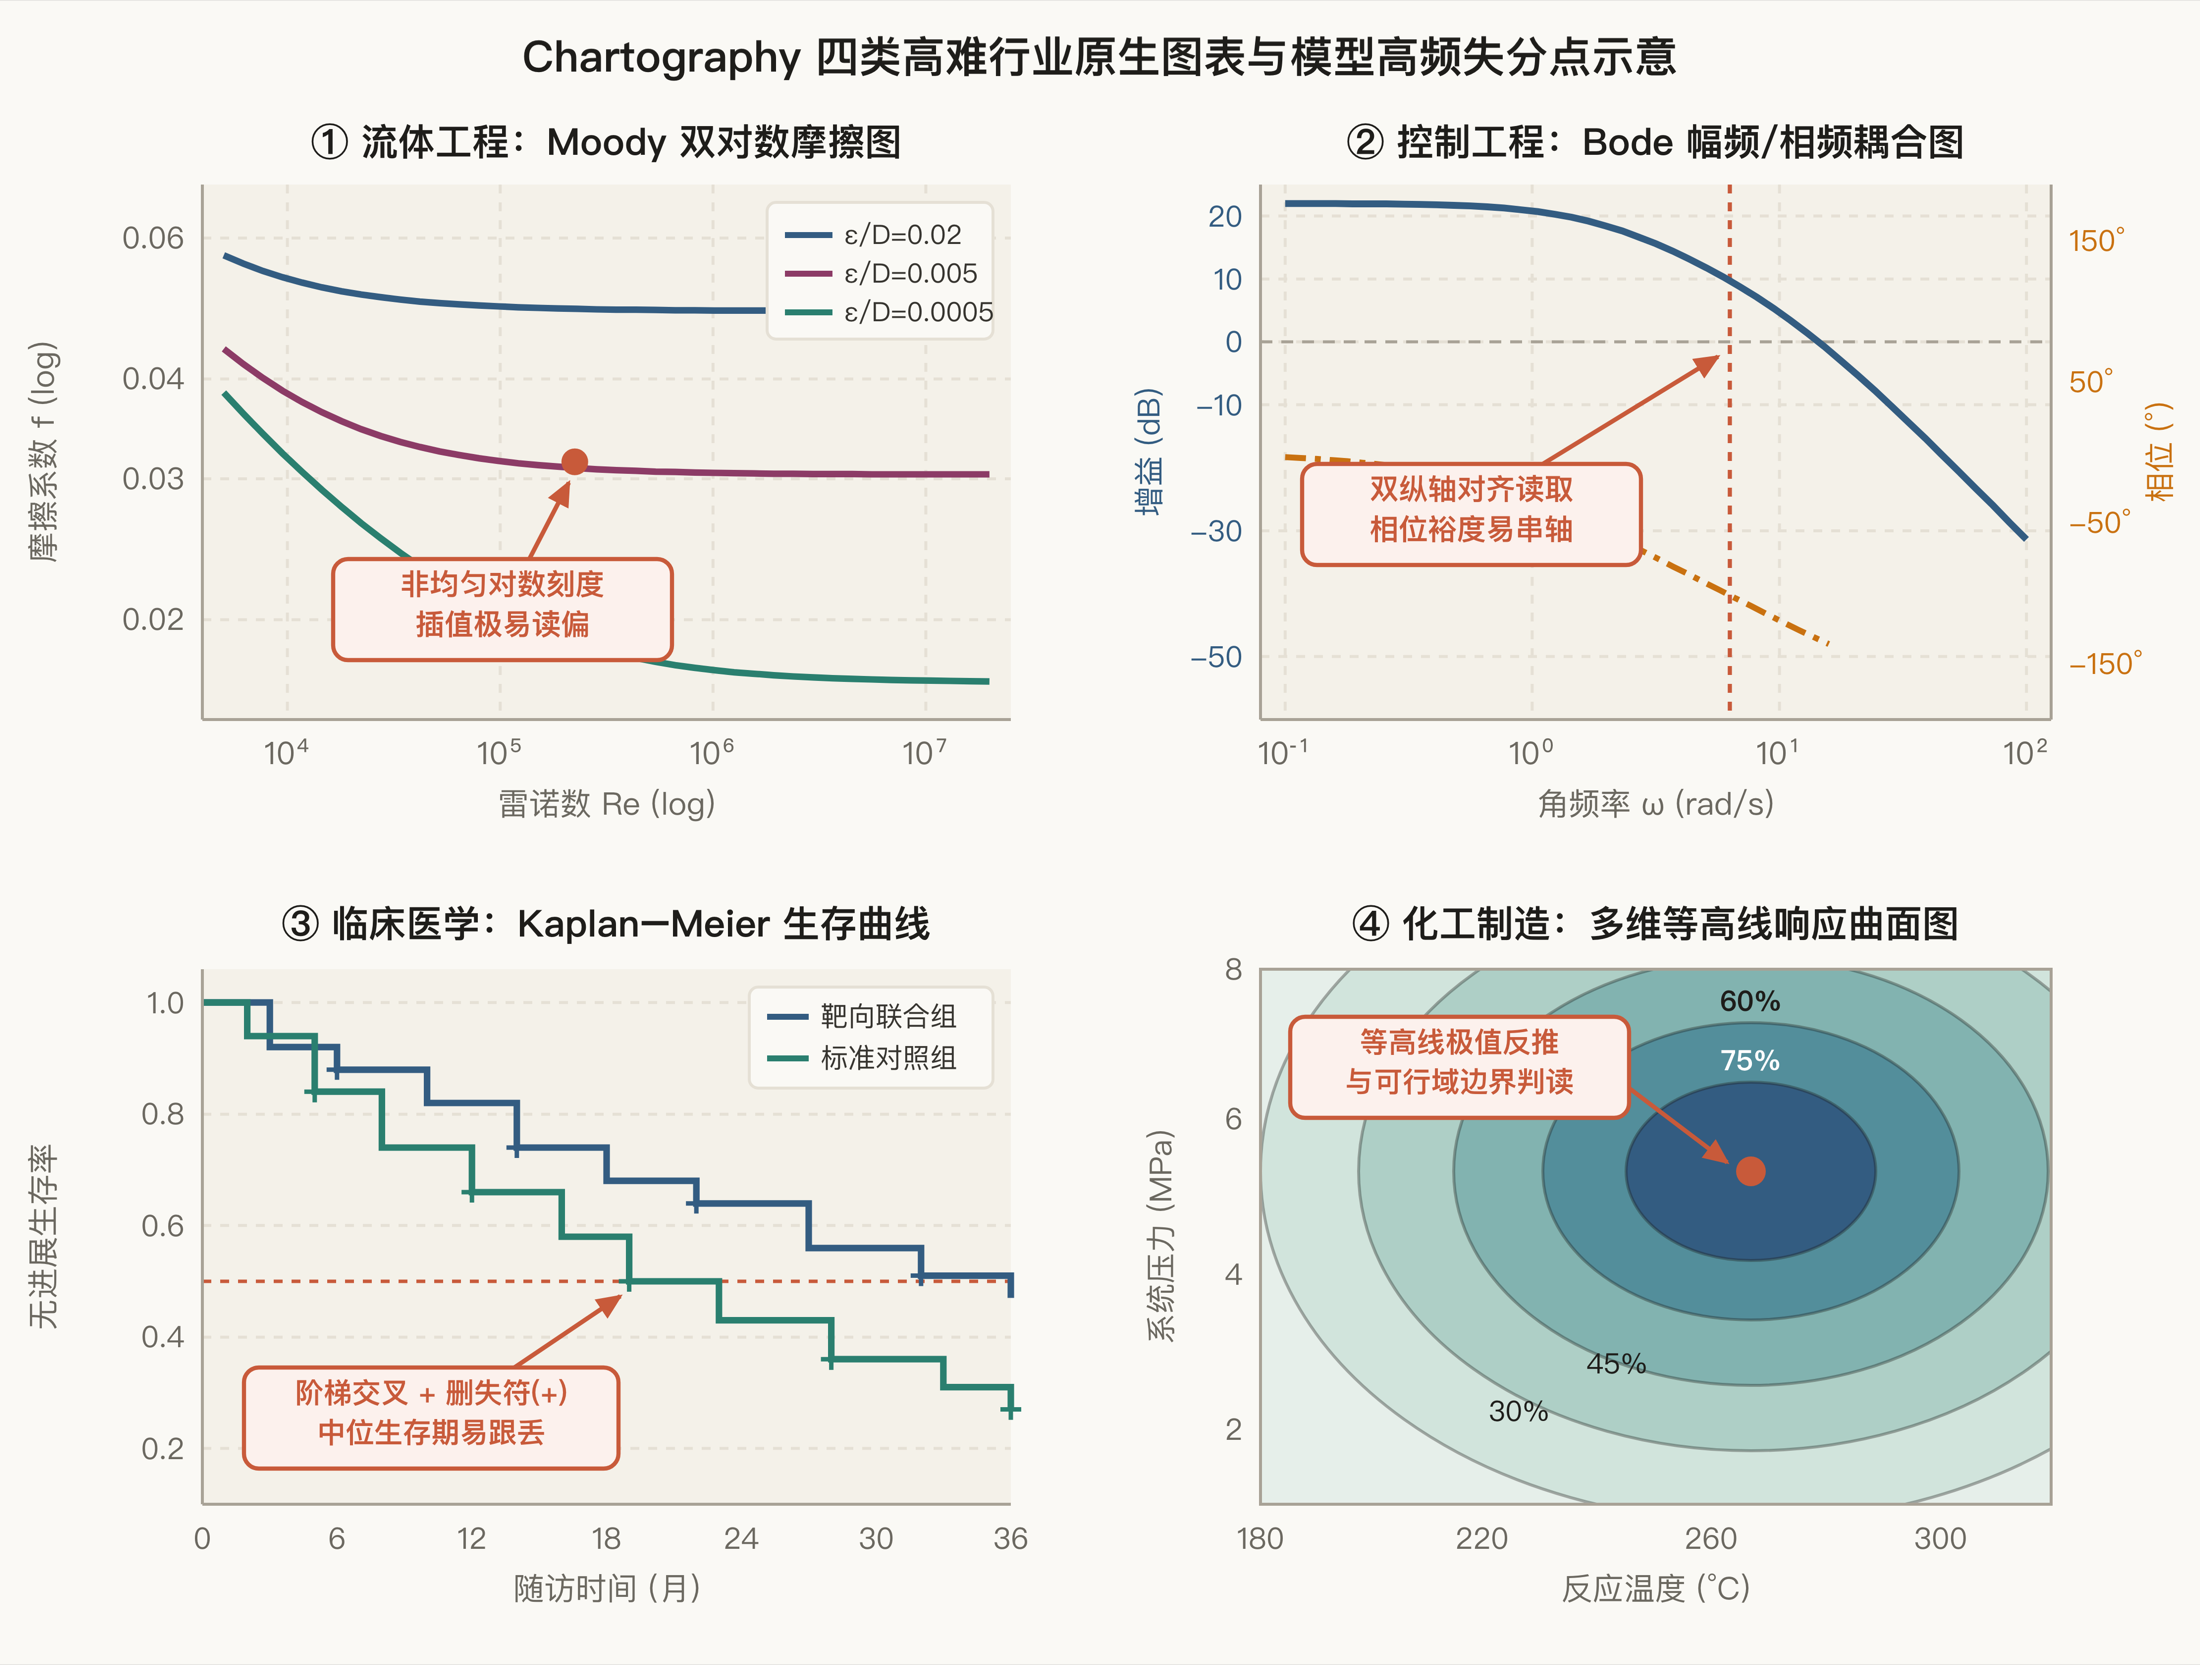 Chartography 四类高难行业原生图表与模型高频失分点示意
① 流体工程：Moody 双对数摩擦图
ε/D=0.02
ε/D=0.005
ε/D=0.0005
0.06
0.04
0.03
0.02
摩擦系数 f (log)
非均匀对数刻度
插值极易读偏
10⁴ 10⁵ 10⁶ 10⁷
雷诺数 Re (log)
② 控制工程：Bode 幅频/相频耦合图
20
10
0
−10
−30
−50
增益 (dB)
150°
50°
−50°
−150°
相位 (°)
双纵轴对齐读取
相位裕度易串轴
10⁻¹ 10⁰ 10¹ 10²
角频率 ω (rad/s)
③ 临床医学：Kaplan—Meier 生存曲线
靶向联合组
标准对照组
1.0
0.8
0.6
0.4
0.2
无进展生存率
阶梯交叉 + 删失符(+)
中位生存期易跟丢
0 6 12 18 24 30 36
随访时间 (月)
④ 化工制造：多维等高线响应曲面图
8
6
4
2
系统压力 (MPa)
60%
75%
等高线极值反推
与可行域边界判读
45%
30%
180 220 260 300
反应温度 (°C)